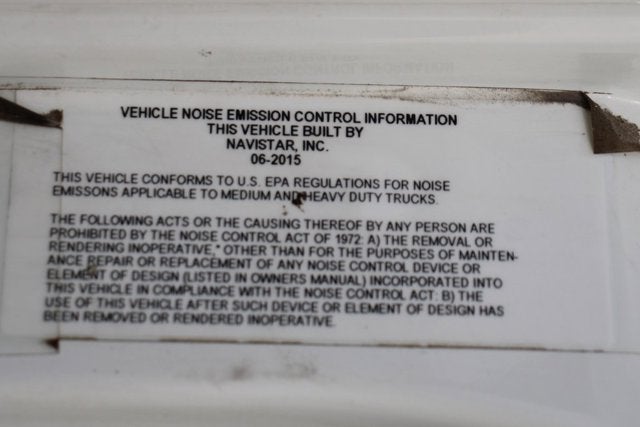 VEHICLE NOISE EMISSION CONTROL INFORMATION
THIS VEHICLE BUILT BY
NAVISTAR, INC.
06-2015
THIS VEHICLE CONFORMS TO U.S. EPA REGULATIONS FOR NOISE
EMISSONS APPLICABLE TO MEDIUM AND HEAVY DUTY TRUCKS.
THE FOLLOWING ACTS OR THE CAUSING THEREOF BY ANY PERSON ARE
PROHIBITED BY THE NOISE CONTROL ACT OF 1972: A) THE REMOVAL OR
RENDERING INOPERATIVE," OTHER THAN FOR THE PURPOSES OF MAINTEN-
ANCE REPAIR OR REPLACEMENT OF ANY NOISE CONTROL DEVICE OR
ELEMENT OF DESIGN (LISTED IN OWNERS MANUAL) INCORPORATED INTO
THIS VEHICLE IN COMPLIANCE WITH THE NOISE CONTROL ACT: B) THE
USE OF THIS VEHICLE AFTER SUCH DEVICE OR ELEMENT OF DESIGN HAS
BEEN REMOVED OR RENDERED INOPERATIVE.